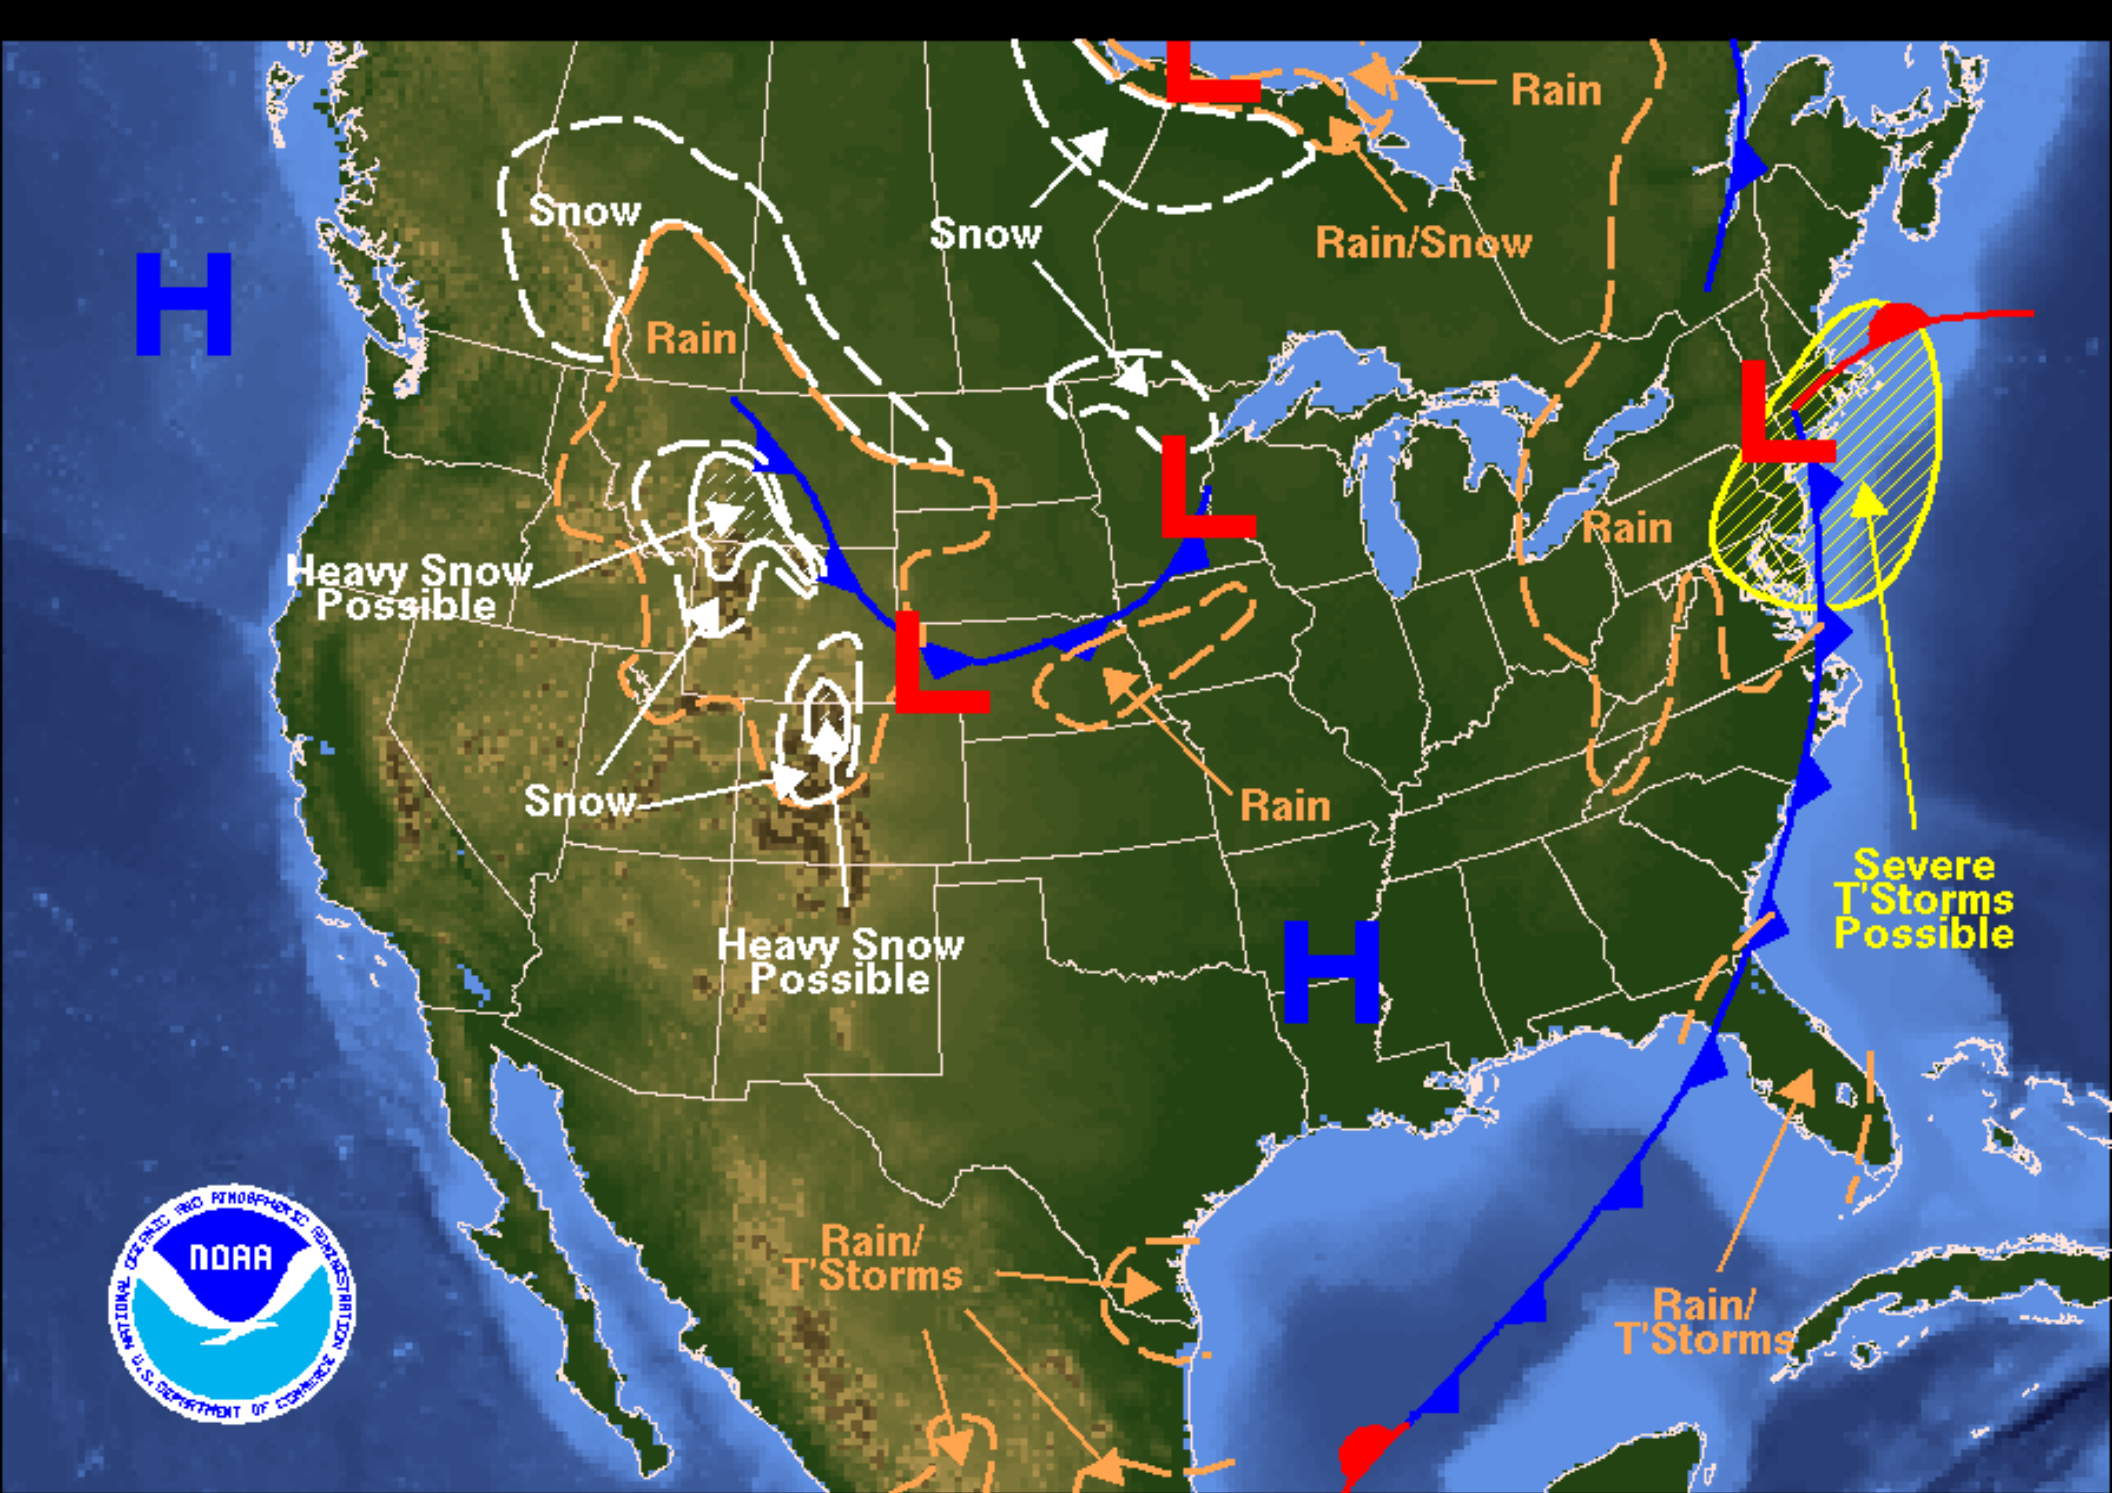 L
Rain
Snow
Snow
Rain/Snow
H
Rain
L
L
Rain
Heavy Snow
Possible
L
Snow
Rain
Severe
T'Storms
Possible
Heavy Snow
Possible
H
NATIONAL OCEANIC AND ATMOSPHERIC ADMINISTRATION
NOAA
U.S. DEPARTMENT OF COMMERCE
Rain/
T'Storms
Rain/
T'Storms